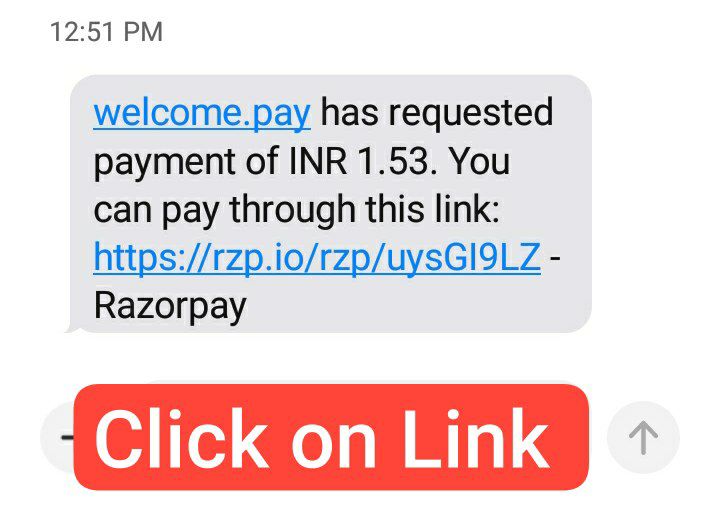 12:51 PM
welcome.pay has requested
payment of INR 1.53. You
can pay through this link:
https://rzp.io/rzp/uysGI9LZ -
Razorpay
Click on Link